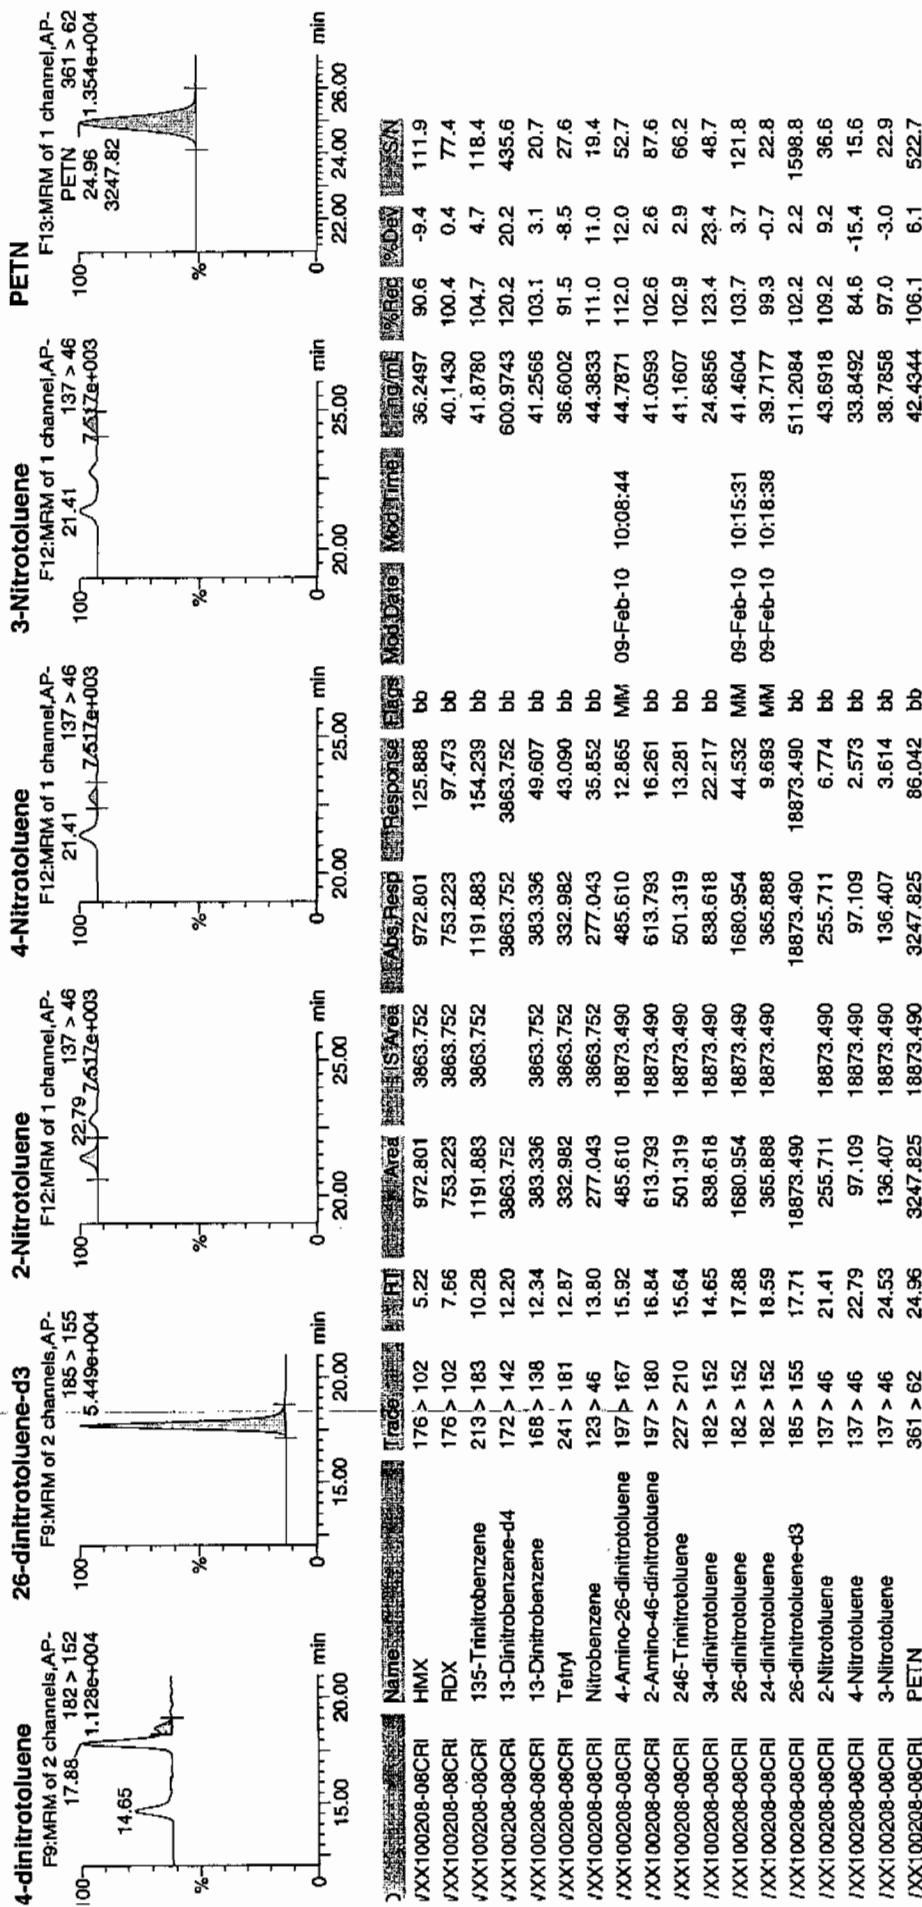 4-dinitrotoluene
F9:MRM of 2 channels,AP-
182 > 152
1.128e+004
17.88
14.65
100
%
0
15.00 20.00 min
26-dinitrotoluene-d3
F9:MRM of 2 channels,AP-
185 > 155
5.449e+004
100
%
0
15.00 20.00 min
2-Nitrotoluene
F12:MRM of 1 channel,AP-
137 > 46
22.79 7.517e+003
100
%
0
20.00 25.00 min
4-Nitrotoluene
F12:MRM of 1 channel,AP-
137 > 46
21.41 7.517e+003
100
%
0
20.00 25.00 min
3-Nitrotoluene
F12:MRM of 1 channel,AP-
137 > 46
21.41 7.517e+003
100
%
0
20.00 25.00 min
PETN
F13:MRM of 1 channel,AP-
PETN 361 > 62
24.96 1.354e+004
3247.82
100
%
0
22.00 24.00 26.00 min
Name Trace RT Area IS Area Abs.Resp Response Flags Mod.Date Mod.Time ng/mL %Rec %Dev S/N
/XX100208-08CRI HMX 176 > 102 5.22 972.801 3863.752 972.801 125.888 bb 36.2497 90.6 -9.4 111.9
/XX100208-08CRI RDX 176 > 102 7.66 753.223 3863.752 753.223 97.473 bb 40.1430 100.4 0.4 77.4
/XX100208-08CRI 135-Trinitrobenzene 213 > 183 10.28 1191.883 3863.752 1191.883 154.239 bb 41.8780 104.7 4.7 118.4
/XX100208-08CRI 13-Dinitrobenzene-d4 172 > 142 12.20 3863.752 3863.752 3863.752 bb 600.9743 120.2 20.2 435.6
/XX100208-08CRI 13-Dinitrobenzene 168 > 138 12.34 383.336 3863.752 383.336 49.607 bb 41.2566 103.1 3.1 20.7
/XX100208-08CRI Tetryl 241 > 181 12.87 332.982 3863.752 332.982 43.090 bb 36.6002 91.5 -8.5 27.6
/XX100208-08CRI Nitrobenzene 123 > 46 13.80 277.043 3863.752 277.043 35.852 bb 44.3833 111.0 11.0 19.4
/XX100208-08CRI 4-Amino-26-dinitrotoluene 197 > 167 15.92 485.610 18873.490 485.610 12.865 MM 09-Feb-10 10:08:44 44.7871 112.0 12.0 52.7
/XX100208-08CRI 2-Amino-46-dinitrotoluene 197 > 180 16.84 613.793 18873.490 613.793 16.261 bb 41.0593 102.6 2.6 87.6
/XX100208-08CRI 246-Trinitrotoluene 227 > 210 15.64 501.319 18873.490 501.319 13.281 bb 41.1607 102.9 2.9 66.2
/XX100208-08CRI 34-dinitrotoluene 182 > 152 14.65 838.618 18873.490 838.618 22.217 bb 24.6856 123.4 23.4 48.7
/XX100208-08CRI 26-dinitrotoluene 182 > 152 17.88 1680.954 18873.490 1680.954 44.532 MM 09-Feb-10 10:15:31 41.4604 103.7 3.7 121.8
/XX100208-08CRI 24-dinitrotoluene 182 > 152 18.59 365.888 18873.490 365.888 9.693 MM 09-Feb-10 10:18:38 39.7177 99.3 -0.7 22.8
/XX100208-08CRI 26-dinitrotoluene-d3 185 > 155 17.71 18873.490 18873.490 18873.490 bb 511.2084 102.2 2.2 1598.8
/XX100208-08CRI 2-Nitrotoluene 137 > 46 21.41 255.711 18873.490 255.711 6.774 bb 43.6918 109.2 9.2 36.6
/XX100208-08CRI 4-Nitrotoluene 137 > 46 22.79 97.109 18873.490 97.109 2.573 bb 33.8492 84.6 -15.4 15.6
/XX100208-08CRI 3-Nitrotoluene 137 > 46 24.53 136.407 18873.490 136.407 3.614 bb 38.7858 97.0 -3.0 22.9
/XX100208-08CRI PETN 361 > 62 24.96 3247.825 18873.490 3247.825 86.042 bb 42.4344 106.1 6.1 522.7